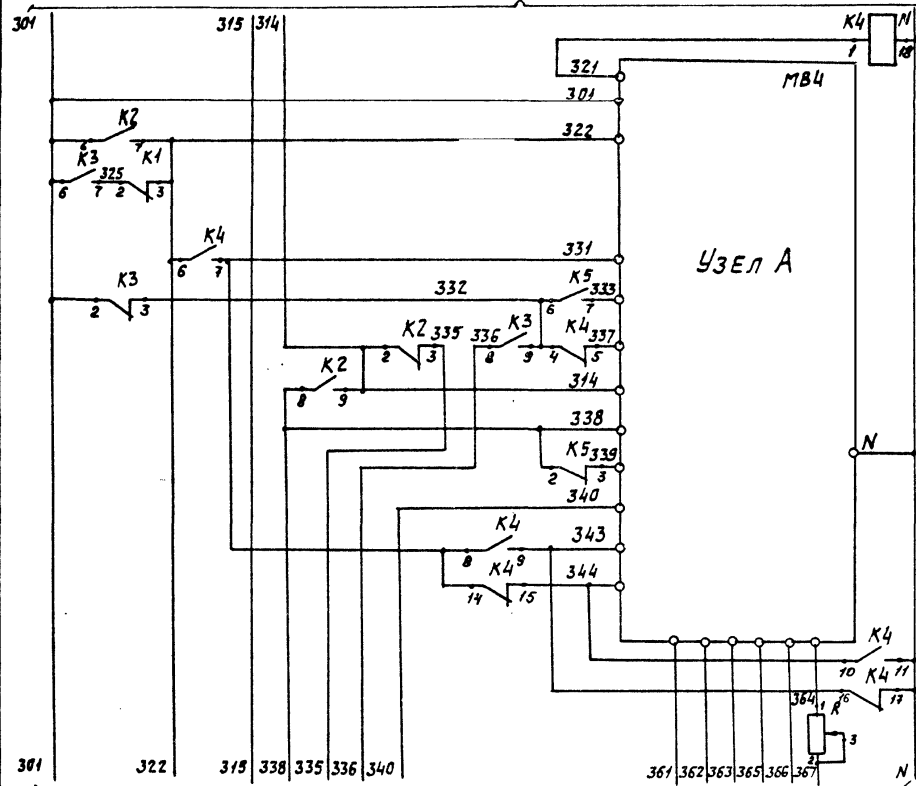 301 315 314 K4 N
1 18
321 МВ4
301
K2 322
6 7
K3 325 K1
6 7 2 3
K4 331 УЗЕЛ А
6 7
K3 332 K5 333
2 3 6 7
K2 335 336 K3 K4 337
2 3 8 9 4 5
K2 314
8 9
338
K5 339 N
2 3
340
K4 343
8 9
K4 344
14 15
K4
10 11
K4
16 17
364 1 R
3
2
301 322 315 338 335 336 340 361 362 363 365 366 367 N